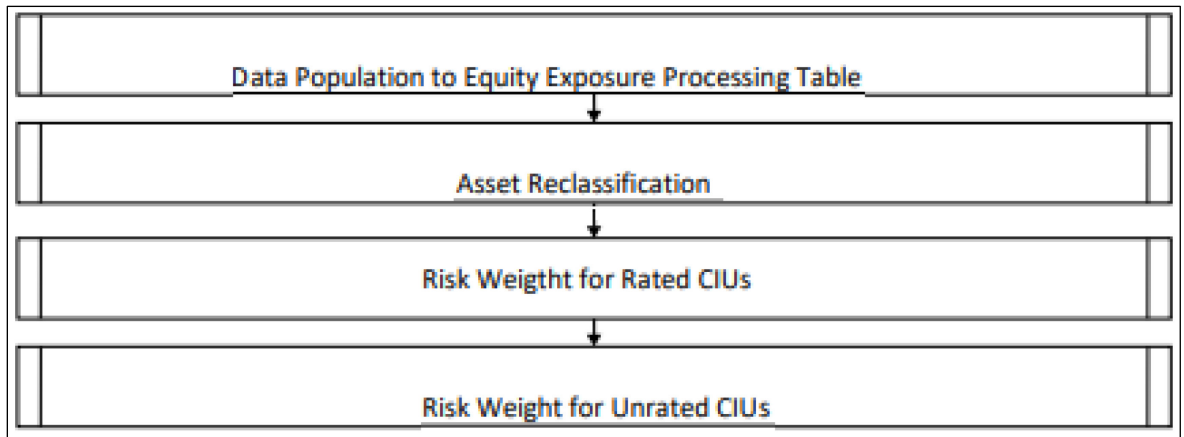 Data Population to Equity Exposure Processing Table
Asset Reclassification
Risk Weigtht for Rated CIUs
Risk Weight for Unrated CIUs